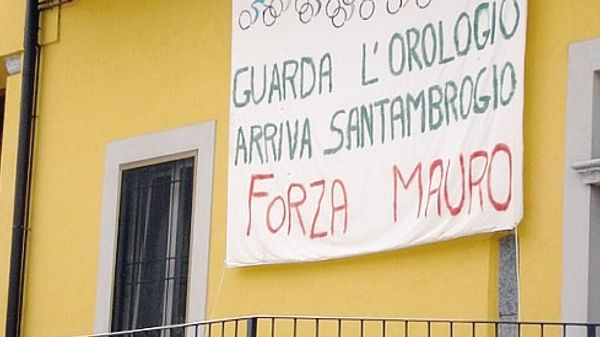 GUARDA L'OROLOGIO
ARRIVA SANTAMBROGIO
FORZA MAURO